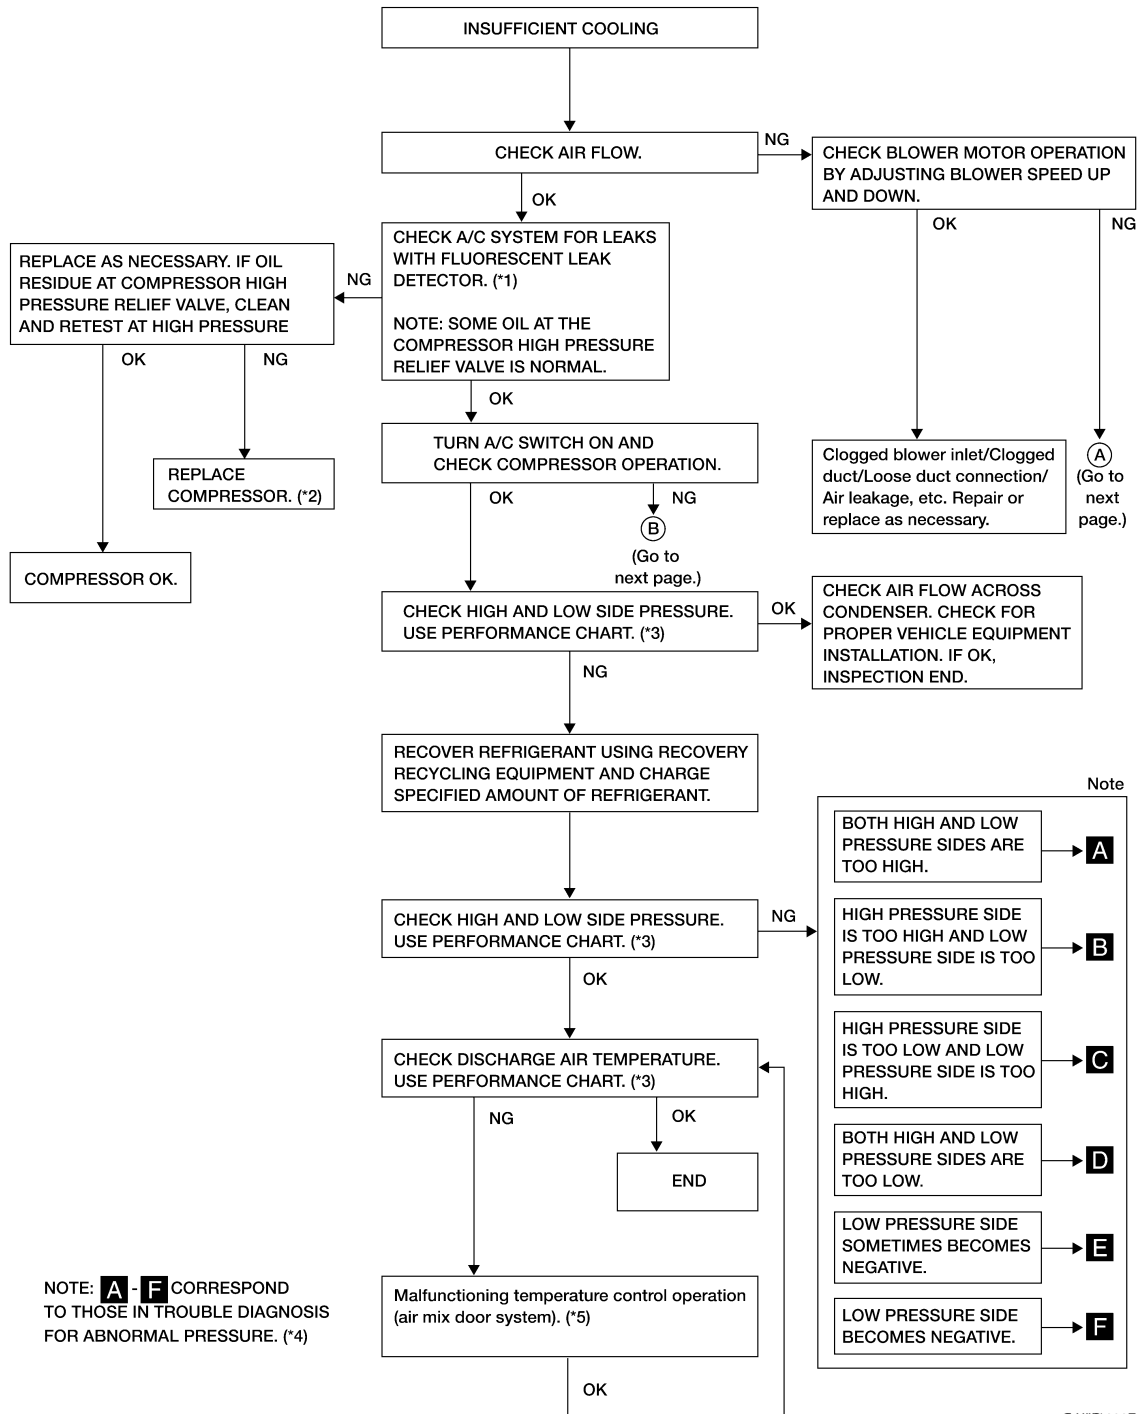 INSUFFICIENT COOLING
CHECK AIR FLOW.
NG
CHECK BLOWER MOTOR OPERATION
BY ADJUSTING BLOWER SPEED UP
AND DOWN.
OK
OK
NG
CHECK A/C SYSTEM FOR LEAKS
WITH FLUORESCENT LEAK
DETECTOR. (*1)
NOTE: SOME OIL AT THE
COMPRESSOR HIGH PRESSURE
RELIEF VALVE IS NORMAL.
NG
REPLACE AS NECESSARY. IF OIL
RESIDUE AT COMPRESSOR HIGH
PRESSURE RELIEF VALVE, CLEAN
AND RETEST AT HIGH PRESSURE
OK
NG
REPLACE
COMPRESSOR. (*2)
COMPRESSOR OK.
OK
TURN A/C SWITCH ON AND
CHECK COMPRESSOR OPERATION.
Clogged blower inlet/Clogged
duct/Loose duct connection/
Air leakage, etc. Repair or
replace as necessary.
A
(Go to
next
page.)
OK
NG
B
(Go to
next page.)
CHECK HIGH AND LOW SIDE PRESSURE.
USE PERFORMANCE CHART. (*3)
OK
CHECK AIR FLOW ACROSS
CONDENSER. CHECK FOR
PROPER VEHICLE EQUIPMENT
INSTALLATION. IF OK,
INSPECTION END.
NG
RECOVER REFRIGERANT USING RECOVERY
RECYCLING EQUIPMENT AND CHARGE
SPECIFIED AMOUNT OF REFRIGERANT.
CHECK HIGH AND LOW SIDE PRESSURE.
USE PERFORMANCE CHART. (*3)
NG
Note
BOTH HIGH AND LOW
PRESSURE SIDES ARE
TOO HIGH.
A
HIGH PRESSURE SIDE
IS TOO HIGH AND LOW
PRESSURE SIDE IS TOO
LOW.
B
HIGH PRESSURE SIDE
IS TOO LOW AND LOW
PRESSURE SIDE IS TOO
HIGH.
C
BOTH HIGH AND LOW
PRESSURE SIDES ARE
TOO LOW.
D
LOW PRESSURE SIDE
SOMETIMES BECOMES
NEGATIVE.
E
LOW PRESSURE SIDE
BECOMES NEGATIVE.
F
OK
CHECK DISCHARGE AIR TEMPERATURE.
USE PERFORMANCE CHART. (*3)
NG
OK
END
Malfunctioning temperature control operation
(air mix door system). (*5)
OK
NOTE: A - F CORRESPOND
TO THOSE IN TROUBLE DIAGNOSIS
FOR ABNORMAL PRESSURE. (*4)